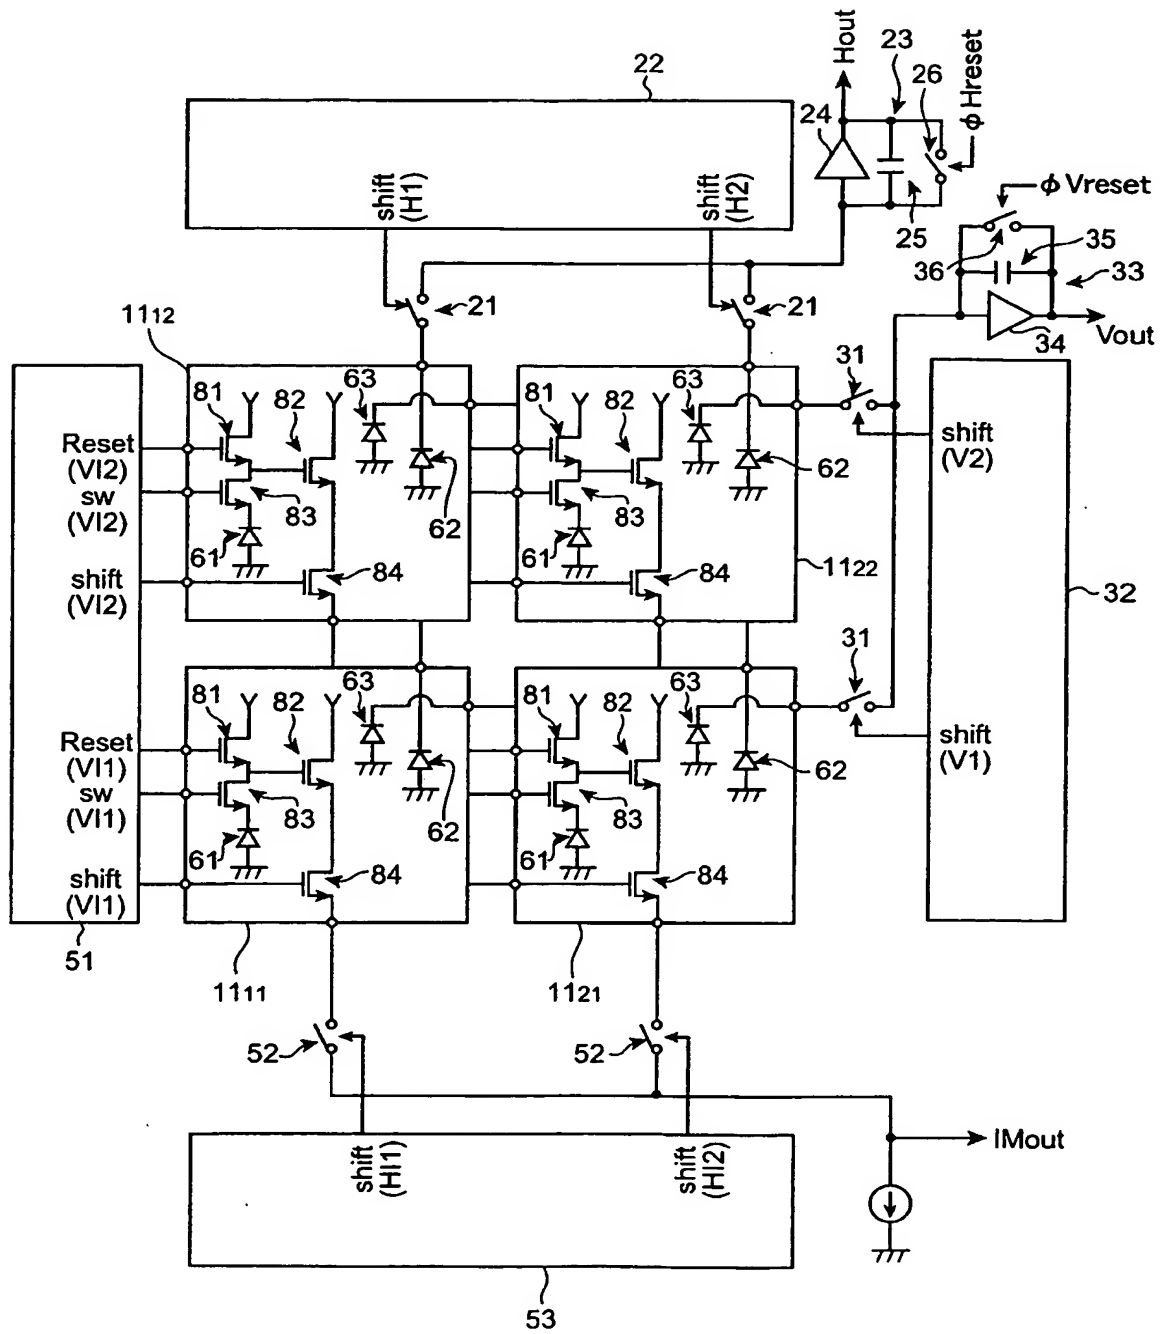 Hout
23
26
φ Hreset
24
25
22
shift
(H1)
shift
(H2)
φ Vreset
36
35
33
34
Vout
21
21
11₁₂
31
63
63
81
82
81
82
Reset
(VI2)
sw
(VI2)
shift
(VI2)
83
62
61
84
83
62
61
84
11₂₂
shift
(V2)
32
31
63
63
81
82
81
82
Reset
(VI1)
sw
(VI1)
shift
(VI1)
83
62
61
84
83
62
61
84
shift
(V1)
51
11₁₁
11₂₁
52
52
shift
(HI1)
shift
(HI2)
IMout
53